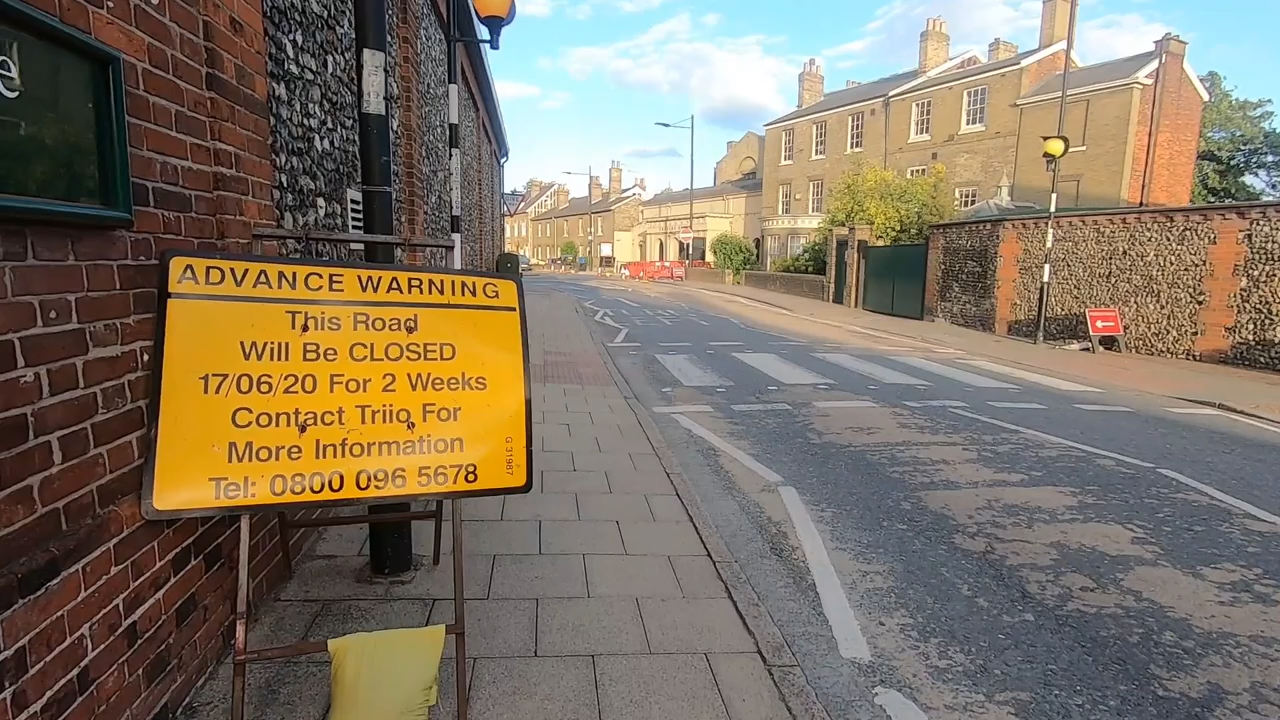 ADVANCE WARNING
This Road
Will Be CLOSED
17/06/20 For 2 Weeks
Contact Triio For
More Information
Tel: 0800 096 5678
G 31987
e